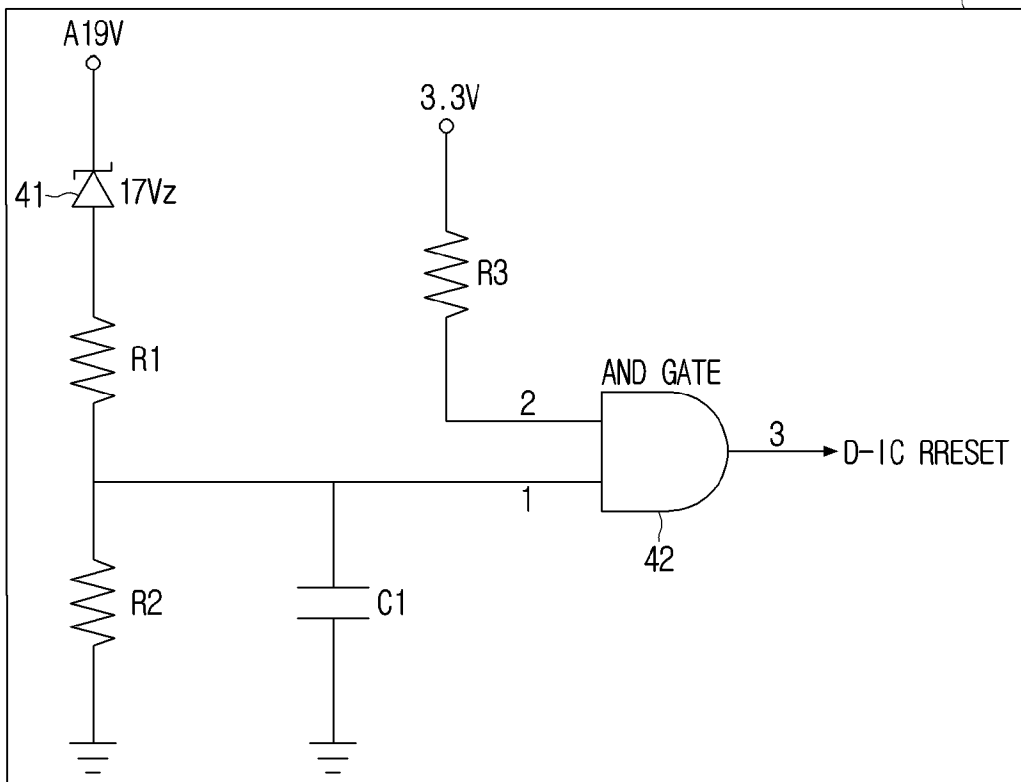 A19V
3.3V
41
17Vz
R3
R1
AND GATE
2
3
D-IC RRESET
1
42
R2
C1